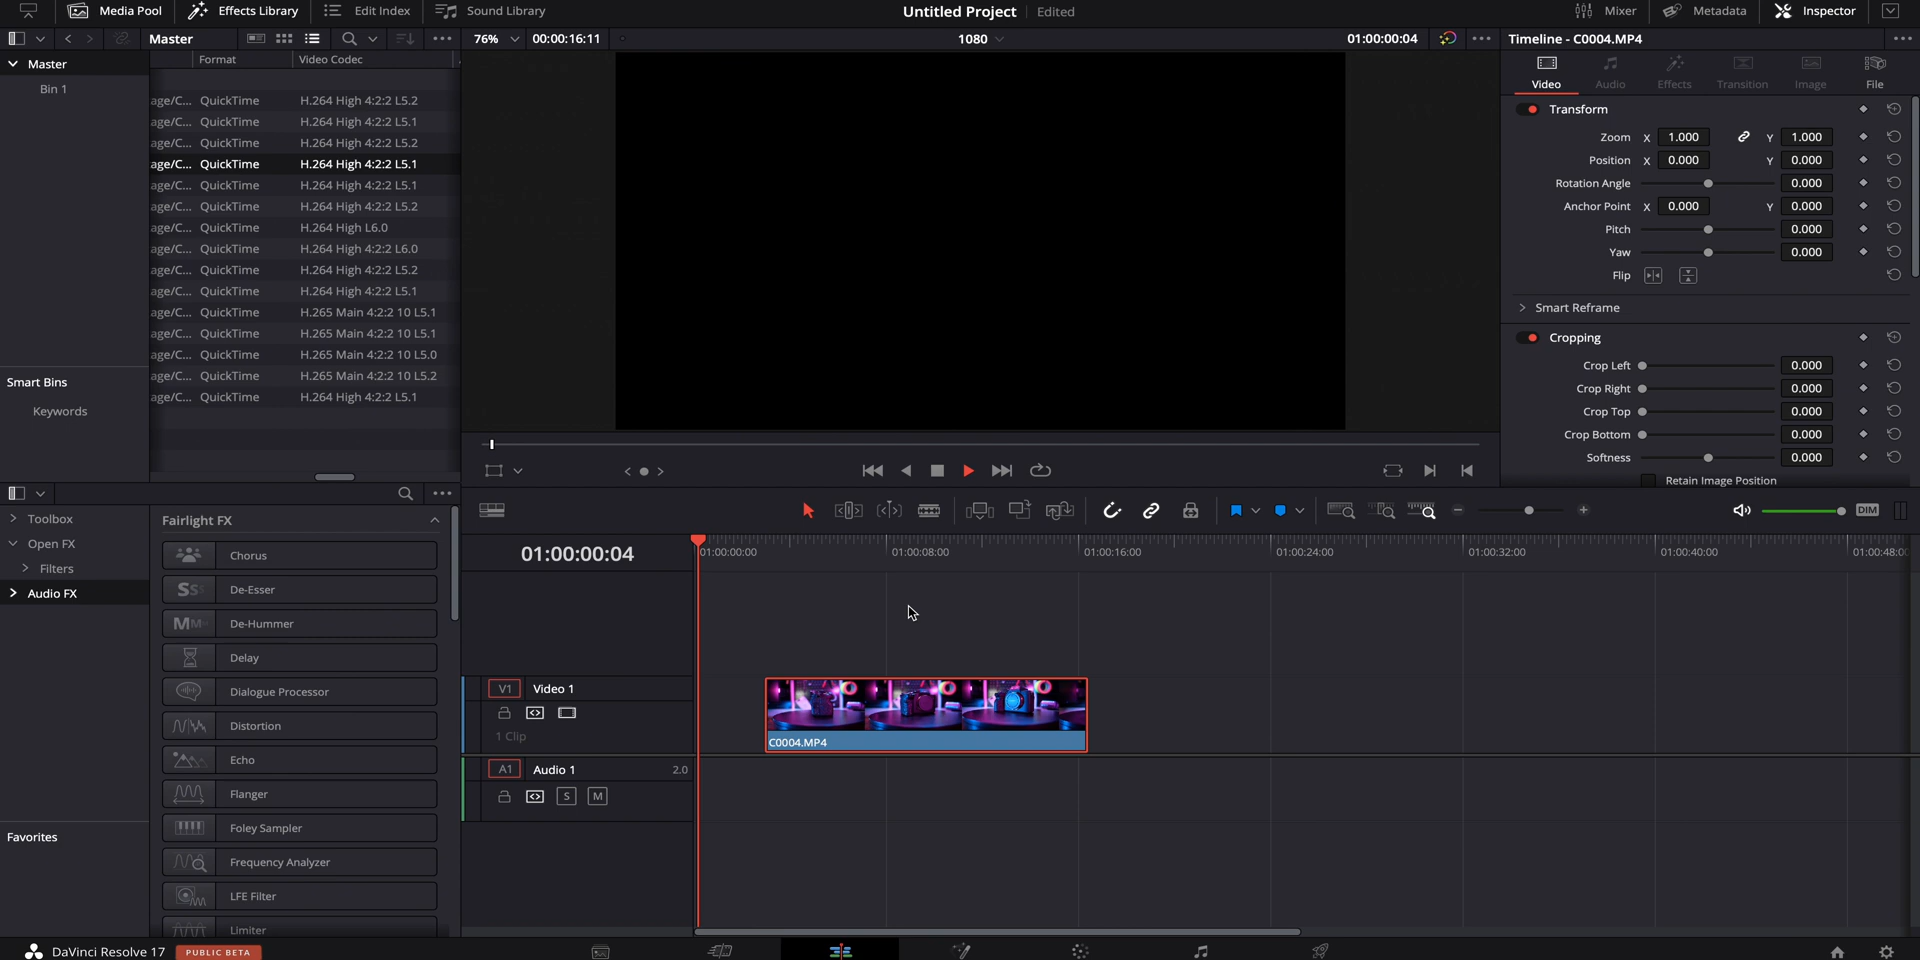 Media Pool
Effects Library
Edit Index
Sound Library
Untitled Project
Edited
Mixer
Metadata
Inspector
Master
76%
00:00:16:11
1080
01:00:00:04
Timeline - C0004.MP4
Master
Bin 1
Smart Bins
Keywords
Format
Video Codec
age/C... QuickTime H.264 High 4:2:2 L5.2
age/C... QuickTime H.264 High 4:2:2 L5.1
age/C... QuickTime H.264 High 4:2:2 L5.2
age/C... QuickTime H.264 High 4:2:2 L5.1
age/C... QuickTime H.264 High 4:2:2 L5.1
age/C... QuickTime H.264 High 4:2:2 L5.2
age/C... QuickTime H.264 High L6.0
age/C... QuickTime H.264 High 4:2:2 L6.0
age/C... QuickTime H.264 High 4:2:2 L5.2
age/C... QuickTime H.264 High 4:2:2 L5.1
age/C... QuickTime H.265 Main 4:2:2 10 L5.1
age/C... QuickTime H.265 Main 4:2:2 10 L5.1
age/C... QuickTime H.265 Main 4:2:2 10 L5.0
age/C... QuickTime H.265 Main 4:2:2 10 L5.2
age/C... QuickTime H.264 High 4:2:2 L5.1
Video
Audio
Effects
Transition
Image
File
Transform
Zoom X 1.000 Y 1.000
Position X 0.000 Y 0.000
Rotation Angle 0.000
Anchor Point X 0.000 Y 0.000
Pitch 0.000
Yaw 0.000
Flip
Smart Reframe
Cropping
Crop Left 0.000
Crop Right 0.000
Crop Top 0.000
Crop Bottom 0.000
Softness 0.000
Retain Image Position
Toolbox
Open FX
Filters
Audio FX
Favorites
Fairlight FX
Chorus
De-Esser
De-Hummer
Delay
Dialogue Processor
Distortion
Echo
Flanger
Foley Sampler
Frequency Analyzer
LFE Filter
Limiter
DIM
01:00:00:04
01:00:00:00
01:00:08:00
01:00:16:00
01:00:24:00
01:00:32:00
01:00:40:00
01:00:48:00
V1 Video 1
1 Clip
C0004.MP4
A1 Audio 1 2.0
S M
DaVinci Resolve 17
PUBLIC BETA